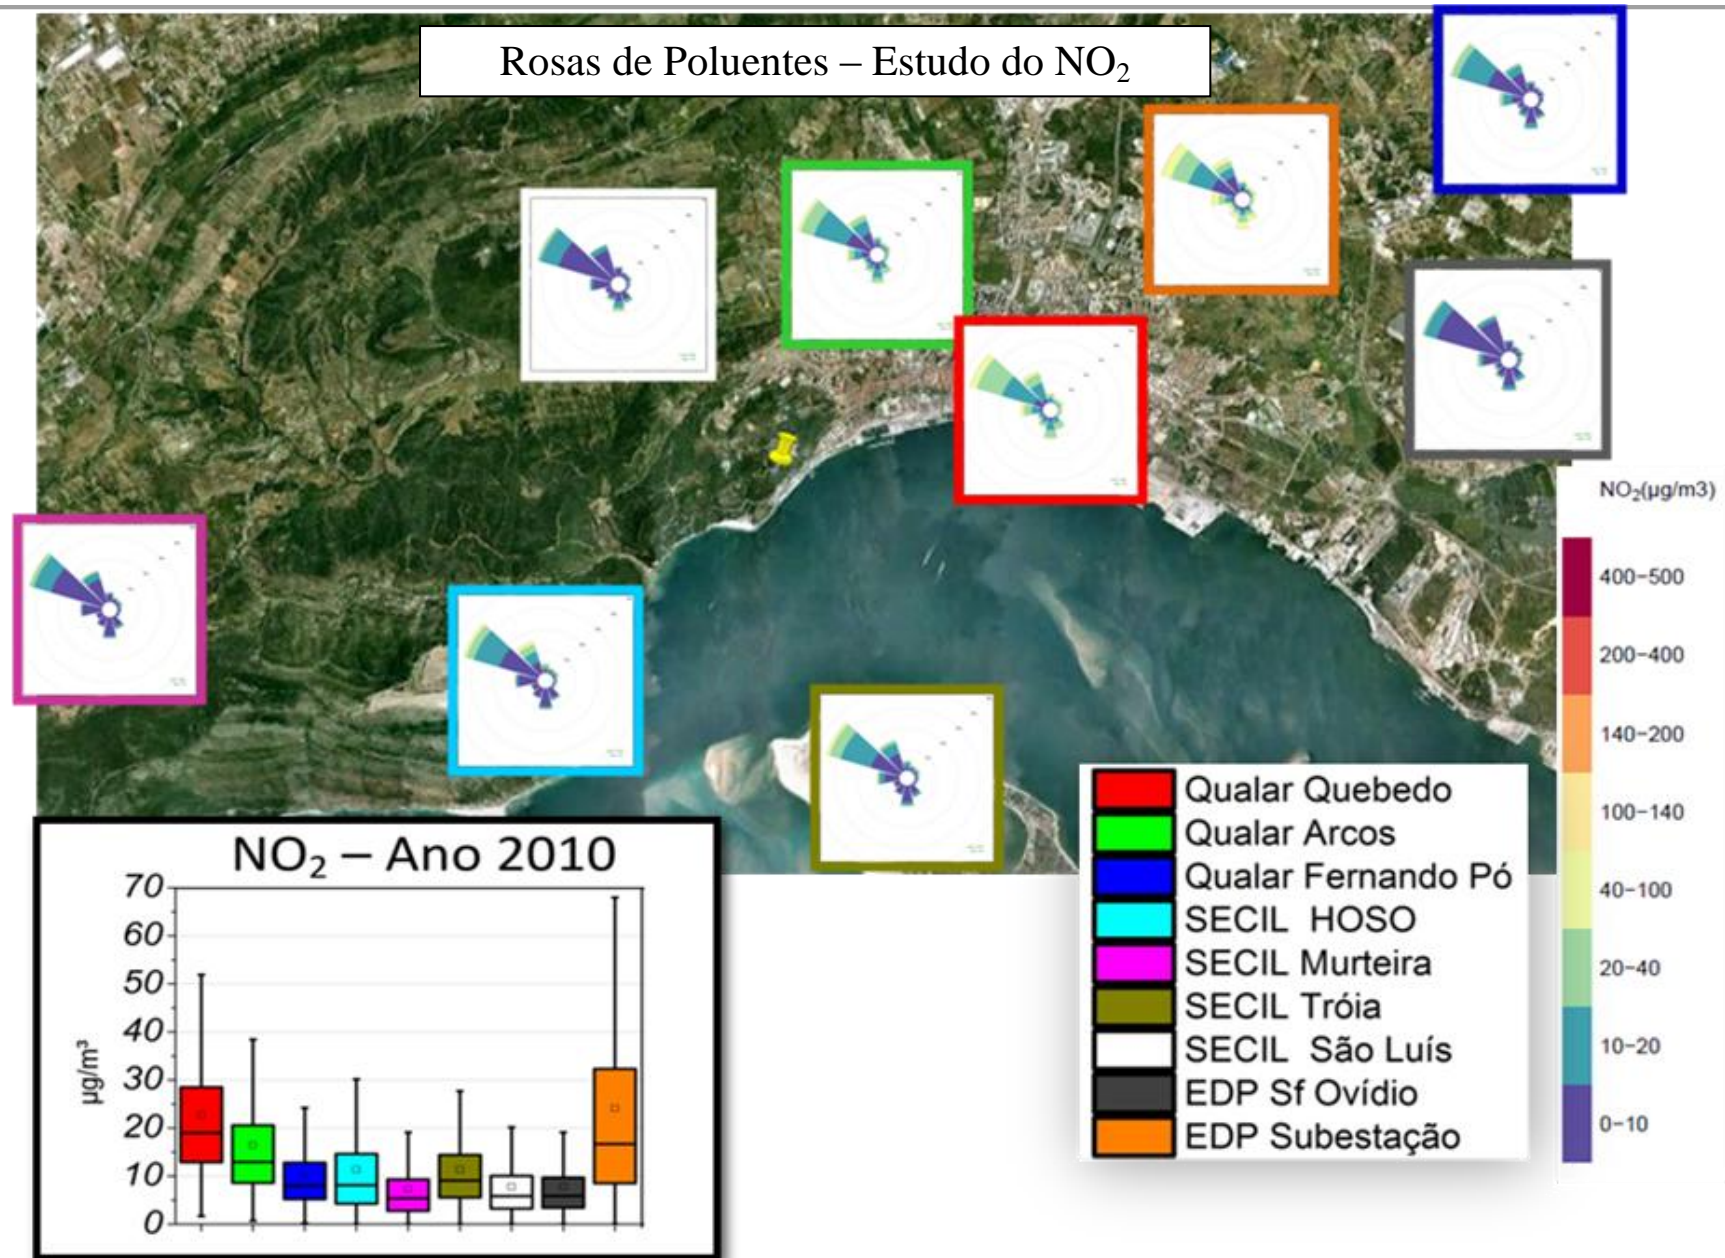 Rosas de Poluentes – Estudo do NO₂
NO₂(µg/m3)
400−500
200−400
140−200
100−140
40−100
20−40
10−20
0−10
Qualar Quebedo
Qualar Arcos
Qualar Fernando Pó
SECIL HOSO
SECIL Murteira
SECIL Tróia
SECIL São Luís
EDP Sf Ovídio
EDP Subestação
NO₂ – Ano 2010
70
60
50
40
30
20
10
0
µg/m³